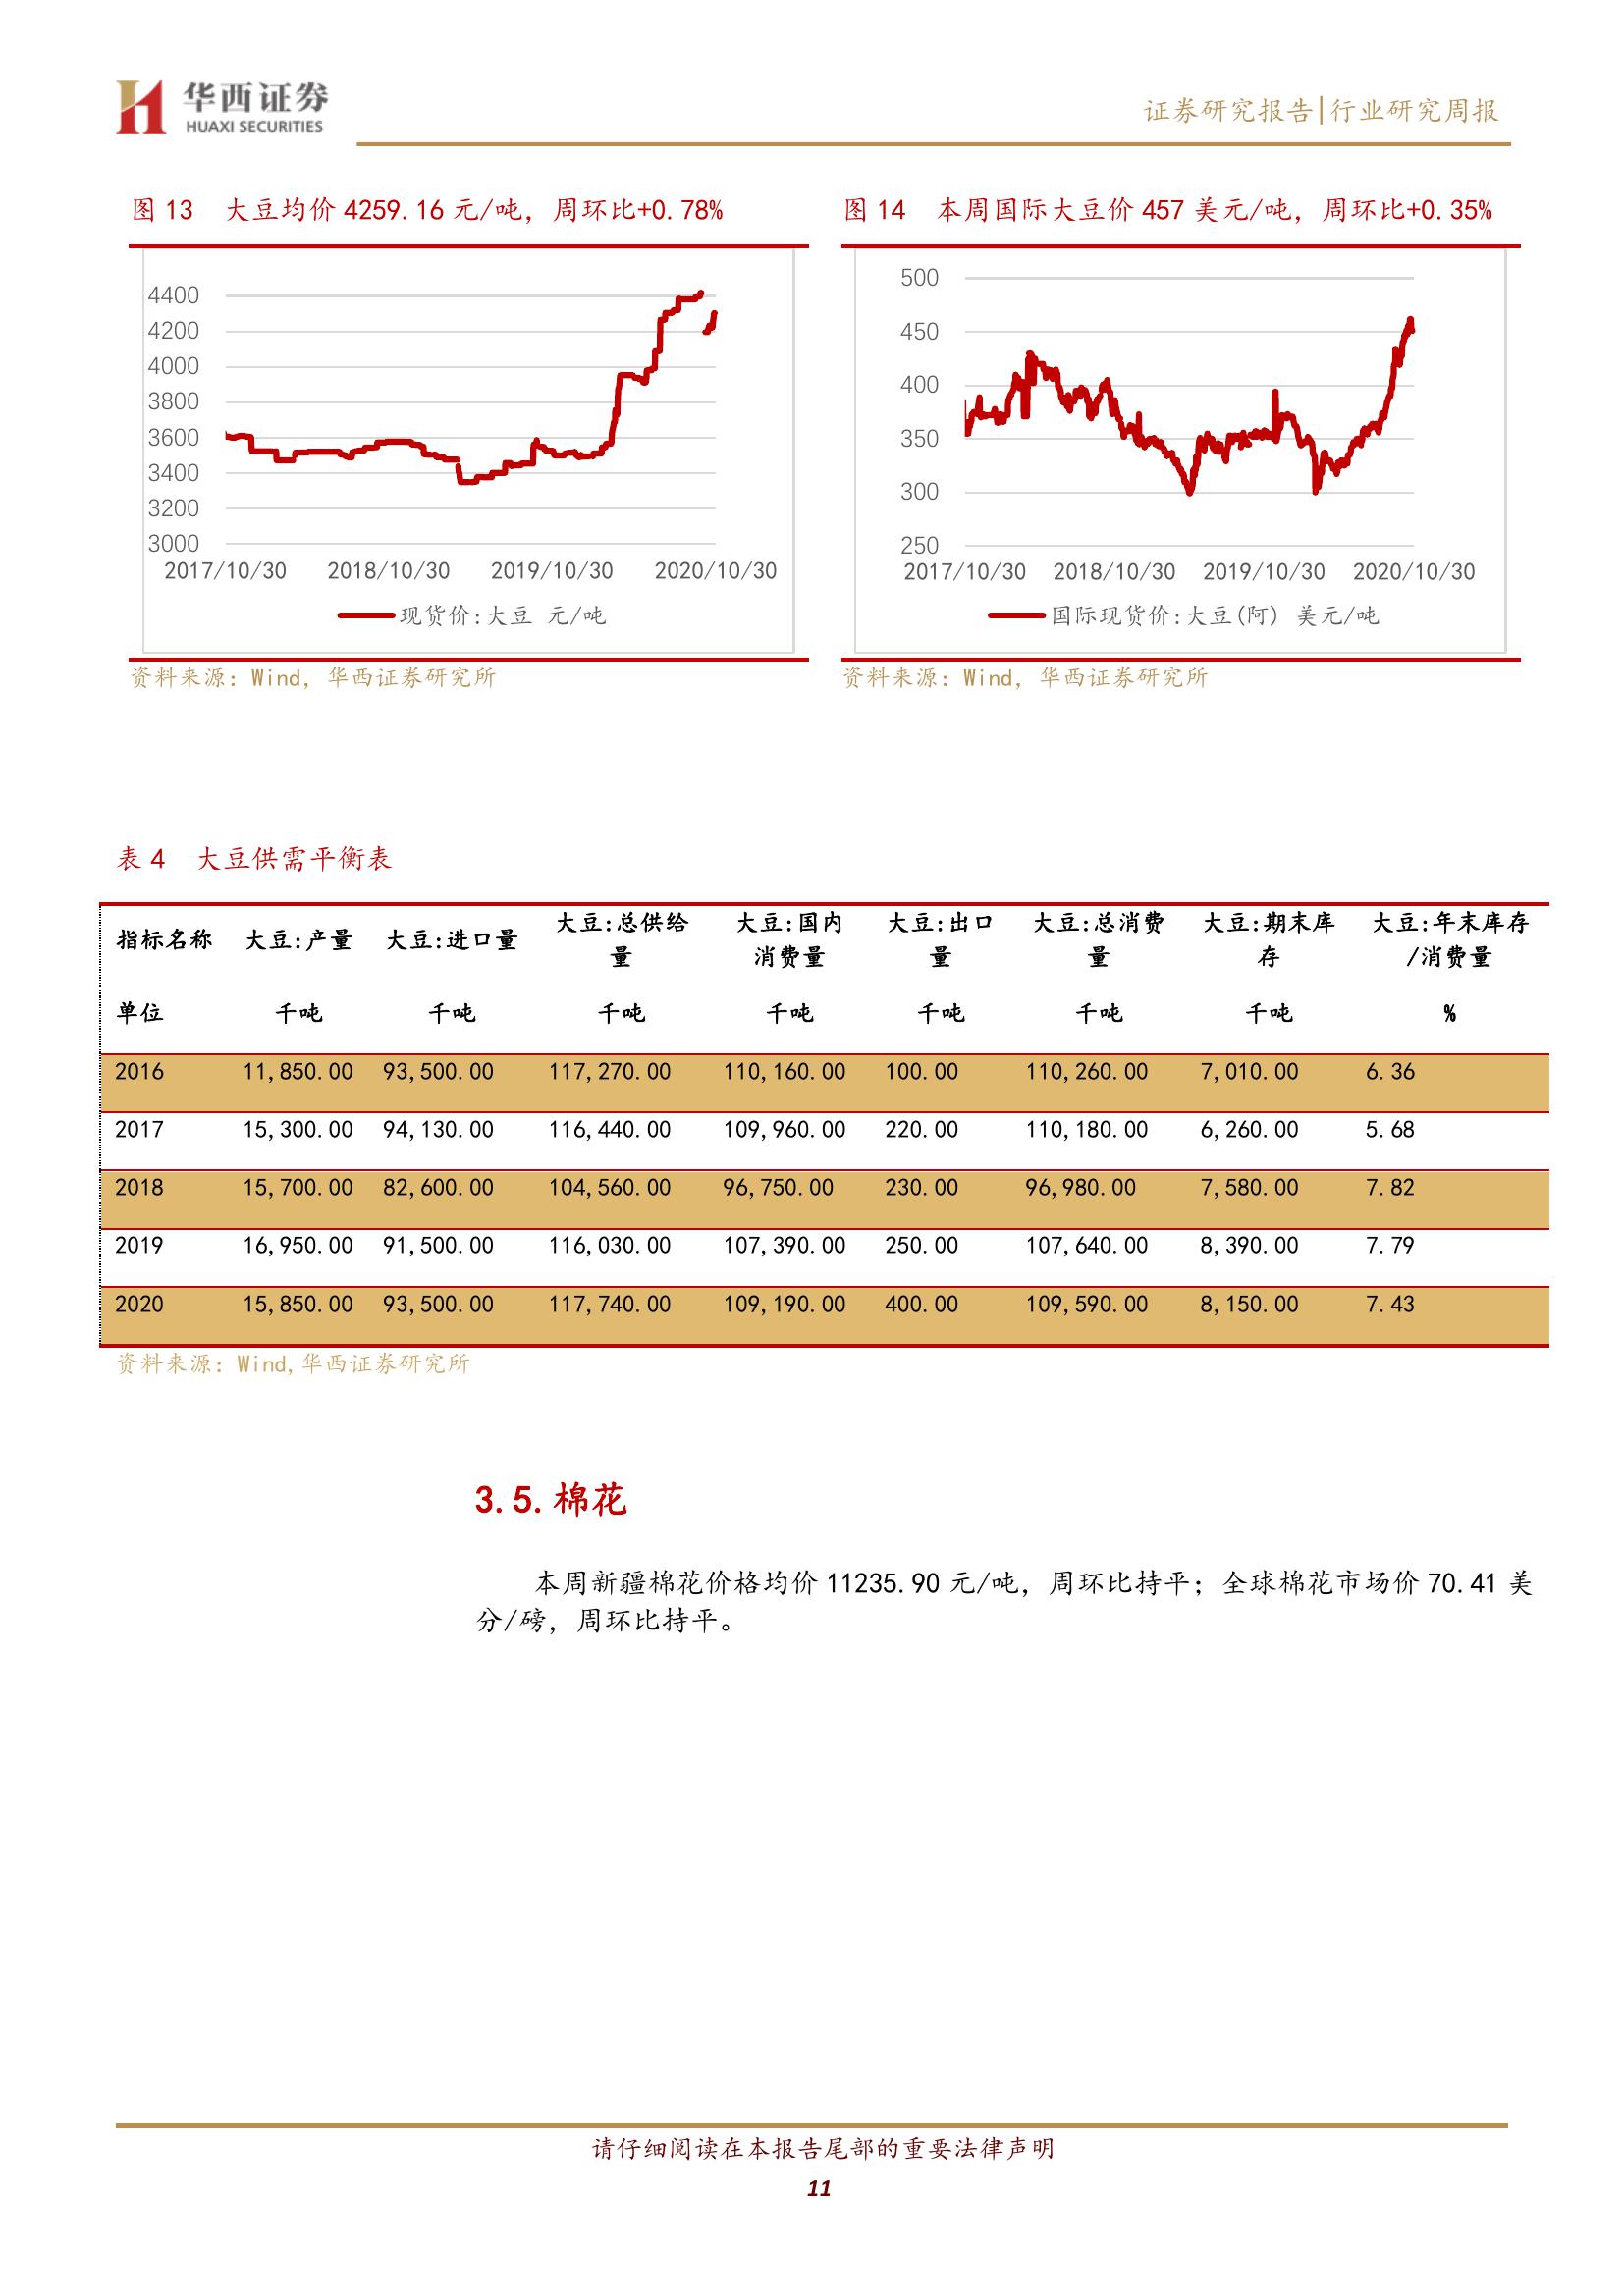 华西证券
HUAXI SECURITIES
证券研究报告|行业研究周报
图 13 大豆均价 4259.16 元/吨，周环比+0.78%
4400
4200
4000
3800
3600
3400
3200
3000
2017/10/30 2018/10/30 2019/10/30 2020/10/30
现货价:大豆 元/吨
资料来源：Wind，华西证券研究所
图 14 本周国际大豆价 457 美元/吨，周环比+0.35%
500
450
400
350
300
250
2017/10/30 2018/10/30 2019/10/30 2020/10/30
国际现货价:大豆(阿) 美元/吨
资料来源：Wind，华西证券研究所
表 4 大豆供需平衡表
指标名称 大豆:产量 大豆:进口量 大豆:总供给量 大豆:国内消费量 大豆:出口量 大豆:总消费量 大豆:期末库存 大豆:年末库存/消费量
单位 千吨 千吨 千吨 千吨 千吨 千吨 千吨 %
2016 11,850.00 93,500.00 117,270.00 110,160.00 100.00 110,260.00 7,010.00 6.36
2017 15,300.00 94,130.00 116,440.00 109,960.00 220.00 110,180.00 6,260.00 5.68
2018 15,700.00 82,600.00 104,560.00 96,750.00 230.00 96,980.00 7,580.00 7.82
2019 16,950.00 91,500.00 116,030.00 107,390.00 250.00 107,640.00 8,390.00 7.79
2020 15,850.00 93,500.00 117,740.00 109,190.00 400.00 109,590.00 8,150.00 7.43
资料来源：Wind,华西证券研究所
3.5.棉花
本周新疆棉花价格均价 11235.90 元/吨，周环比持平；全球棉花市场价 70.41 美
分/磅，周环比持平。
请仔细阅读在本报告尾部的重要法律声明
11